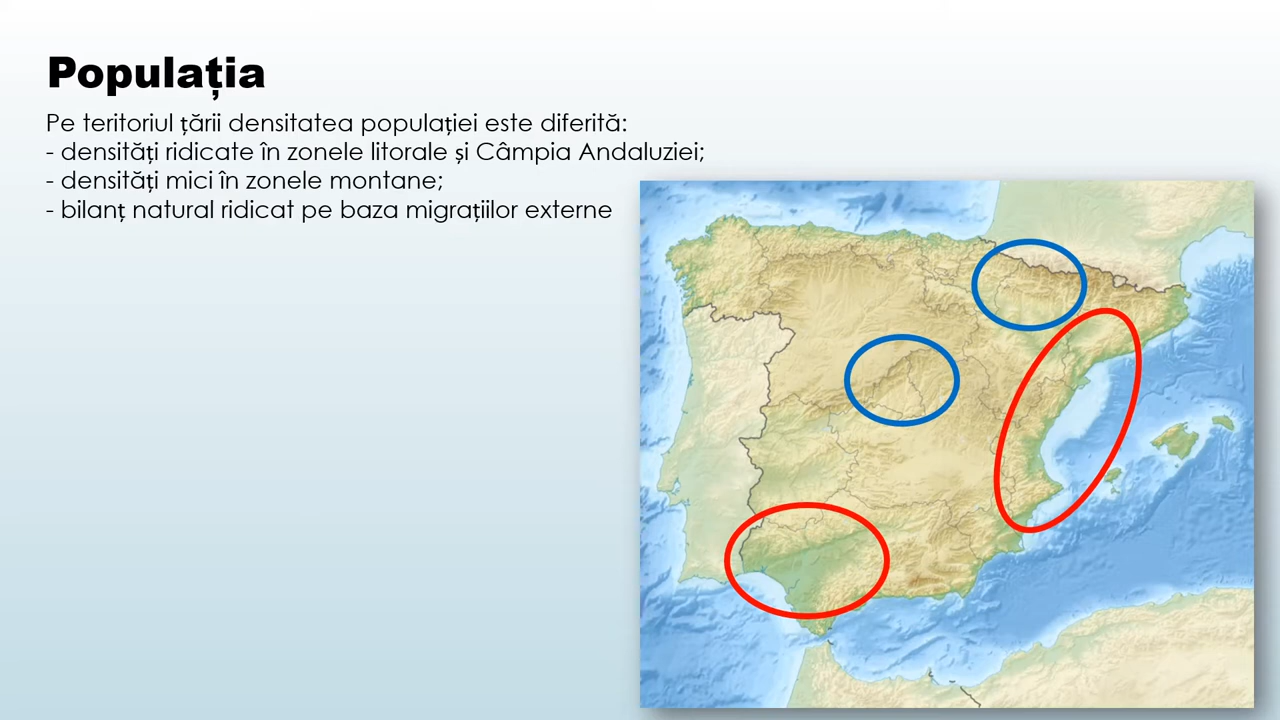 Populația
Pe teritoriul țării densitatea populației este diferită:
- densități ridicate în zonele litorale și Câmpia Andaluziei;
- densități mici în zonele montane;
- bilanț natural ridicat pe baza migrațiilor externe